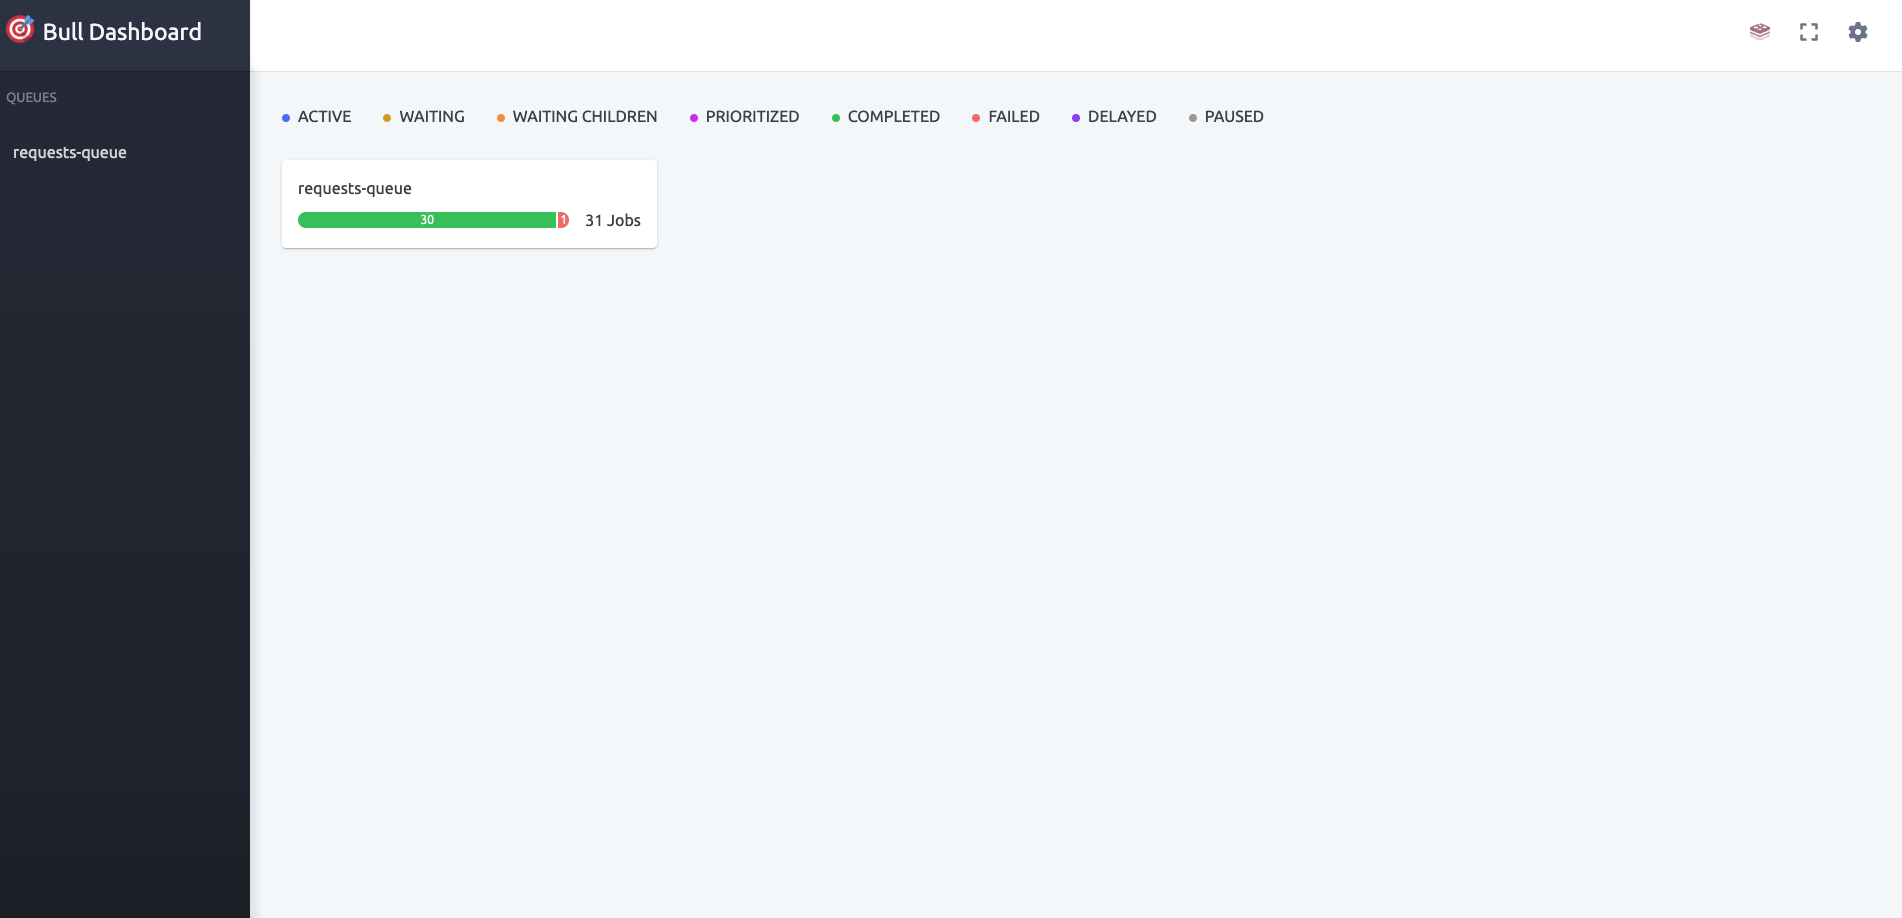 Bull Dashboard
QUEUES
requests-queue
ACTIVE WAITING WAITING CHILDREN PRIORITIZED COMPLETED FAILED DELAYED PAUSED
requests-queue
30 1 31 Jobs